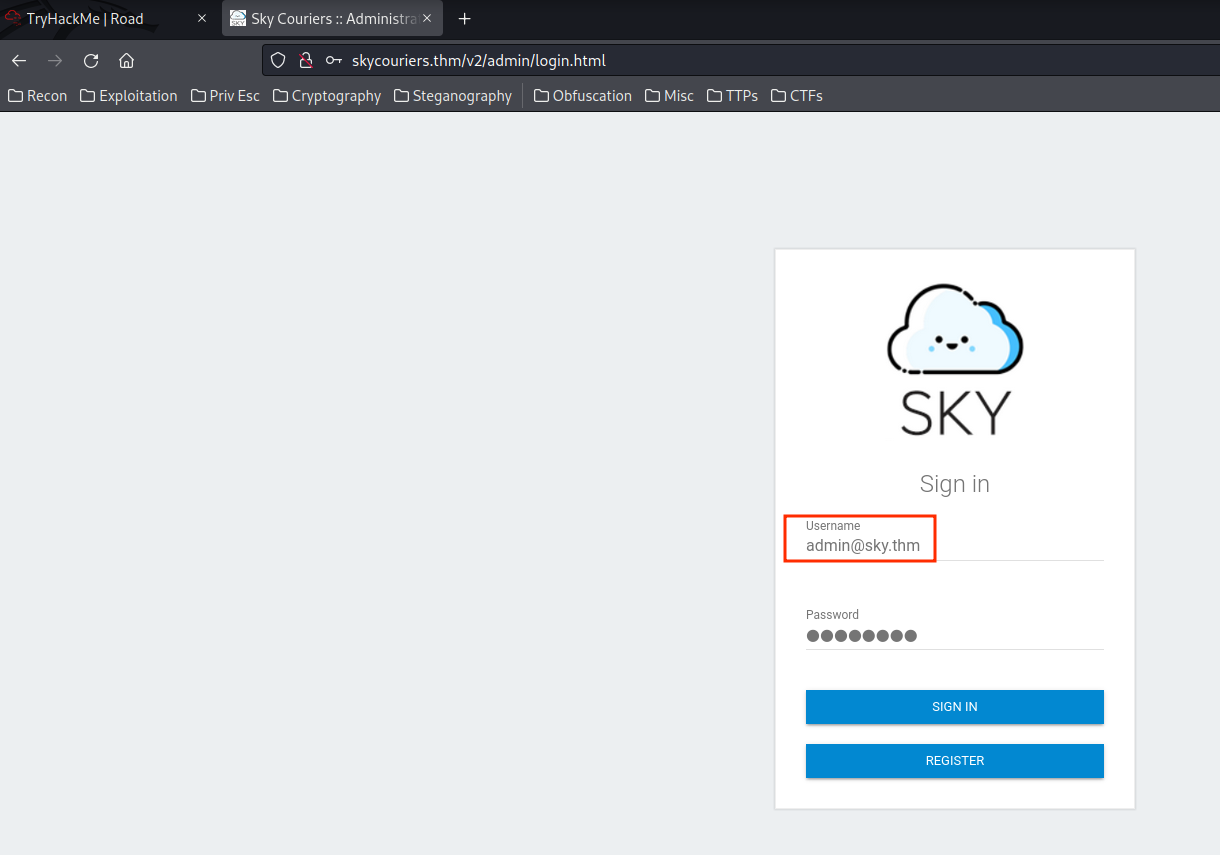 TryHackMe | Road
Sky Couriers :: Administra
skycouriers.thm/v2/admin/login.html
Recon Exploitation Priv Esc Cryptography Steganography Obfuscation Misc TTPs CTFs
SKY
Sign in
Username
admin@sky.thm
Password
SIGN IN
REGISTER